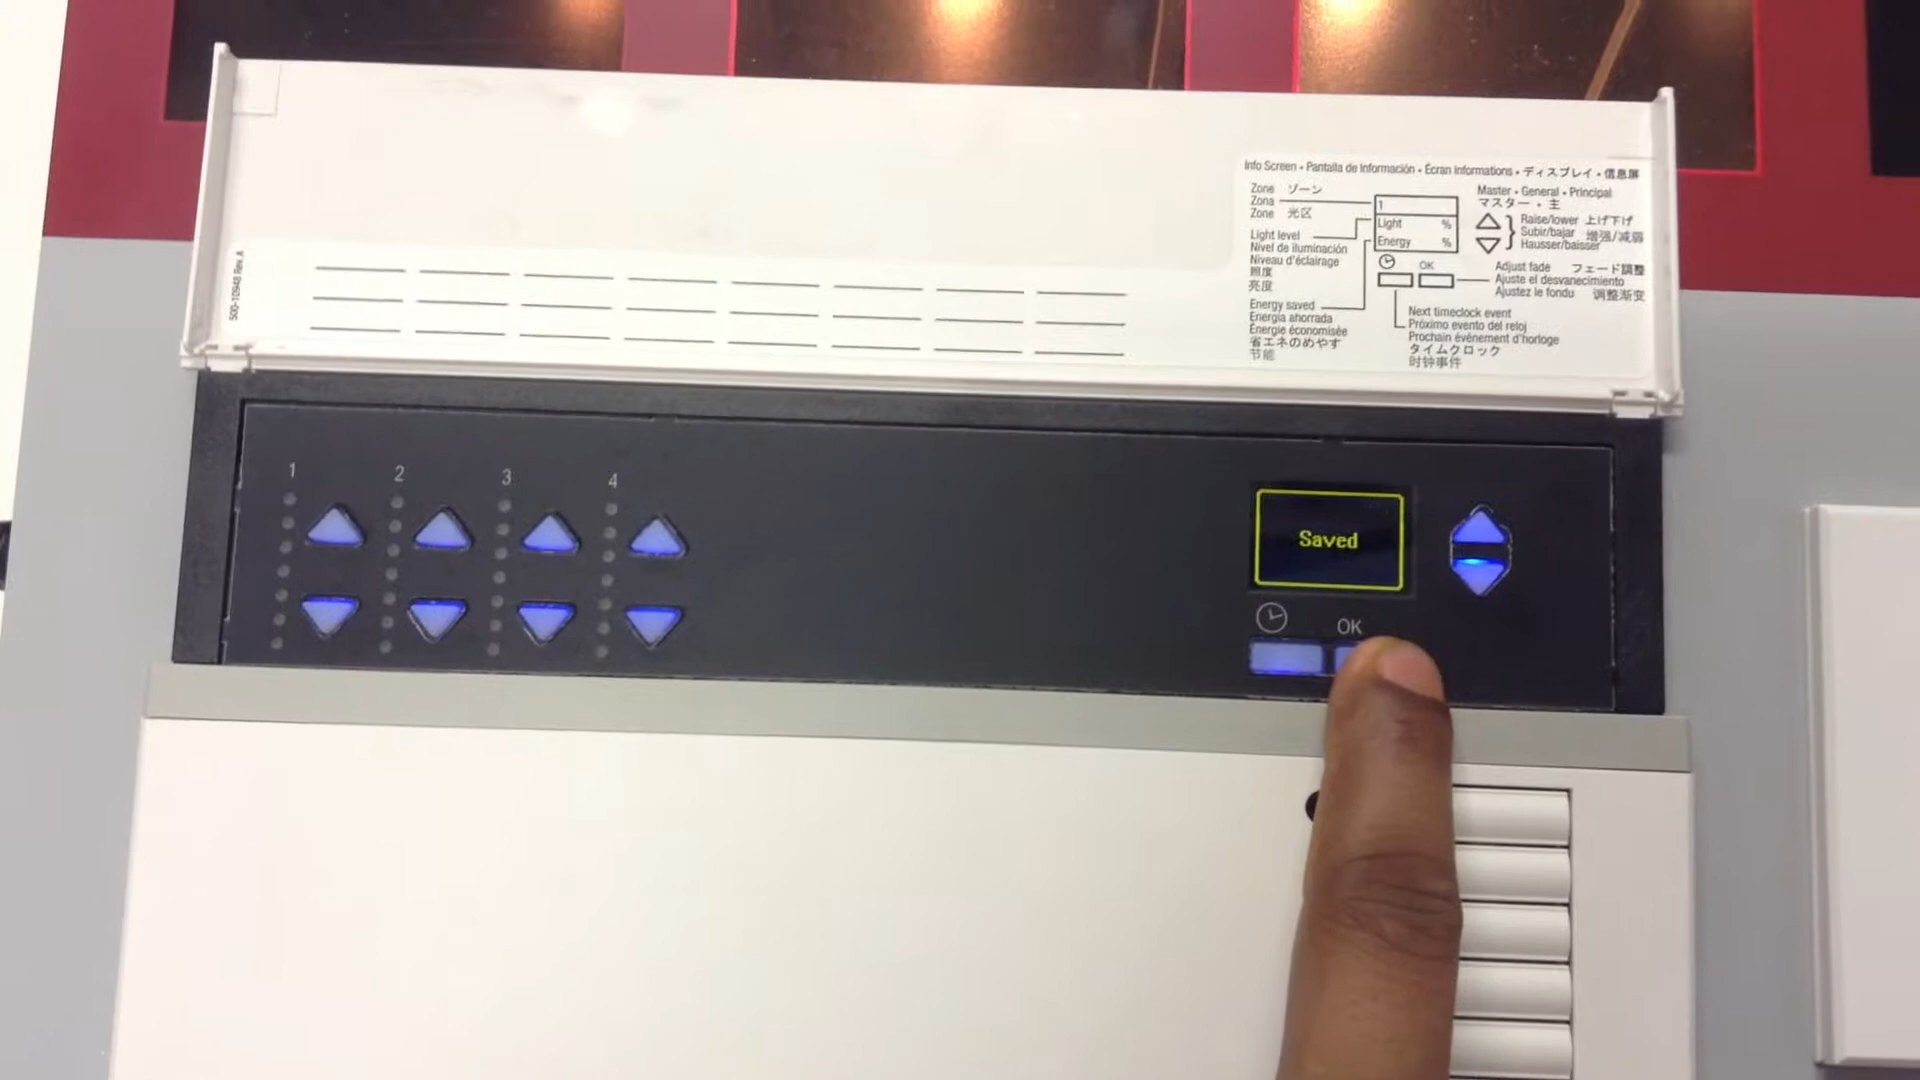 Info Screen • Pantalla de Información • Écran Informations • ディスプレイ • 信息屏
Zone ゾーン
Zona
Zone 光区
Light level
Nivel de iluminación
Niveau d'éclairage
照度
亮度
Energy saved
Energía ahorrada
Énergie économisée
省エネのめやす
节能
1
Light %
Energy %
OK
Master • General • Principal
マスター • 主
Raise/lower 上げ下げ
Subir/bajar 增强/减弱
Hausser/baisser
Adjust fade フェード調整
Ajuste el desvanecimiento
Ajustez le fondu 调整渐变
Next timeclock event
Próximo evento del reloj
Prochain événement d'horloge
タイムクロック
时钟事件
500-10948 Rev. A
1
2
3
4
Saved
OK